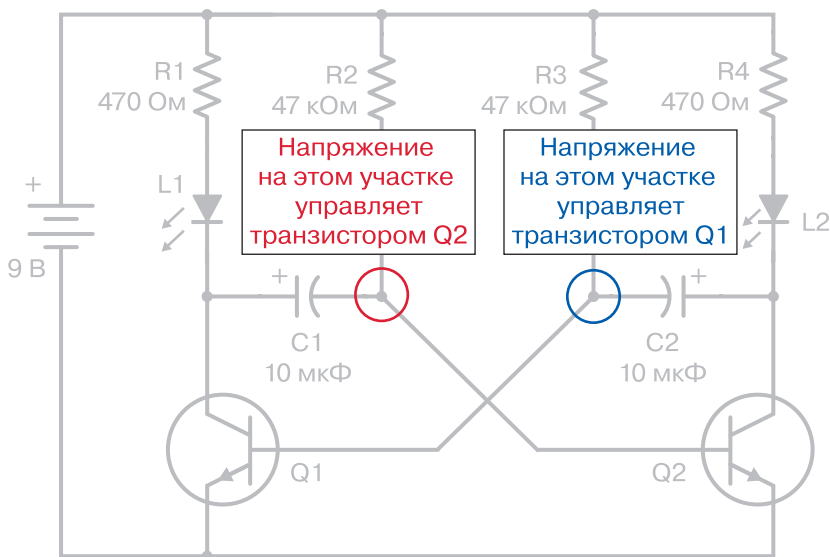 R1
470 Ом
R2
47 кОм
R3
47 кОм
R4
470 Ом
Напряжение
на этом участке
управляет
транзистором Q2
Напряжение
на этом участке
управляет
транзистором Q1
+
9 В
L1
L2
+
C1
10 мкФ
+
C2
10 мкФ
Q1
Q2